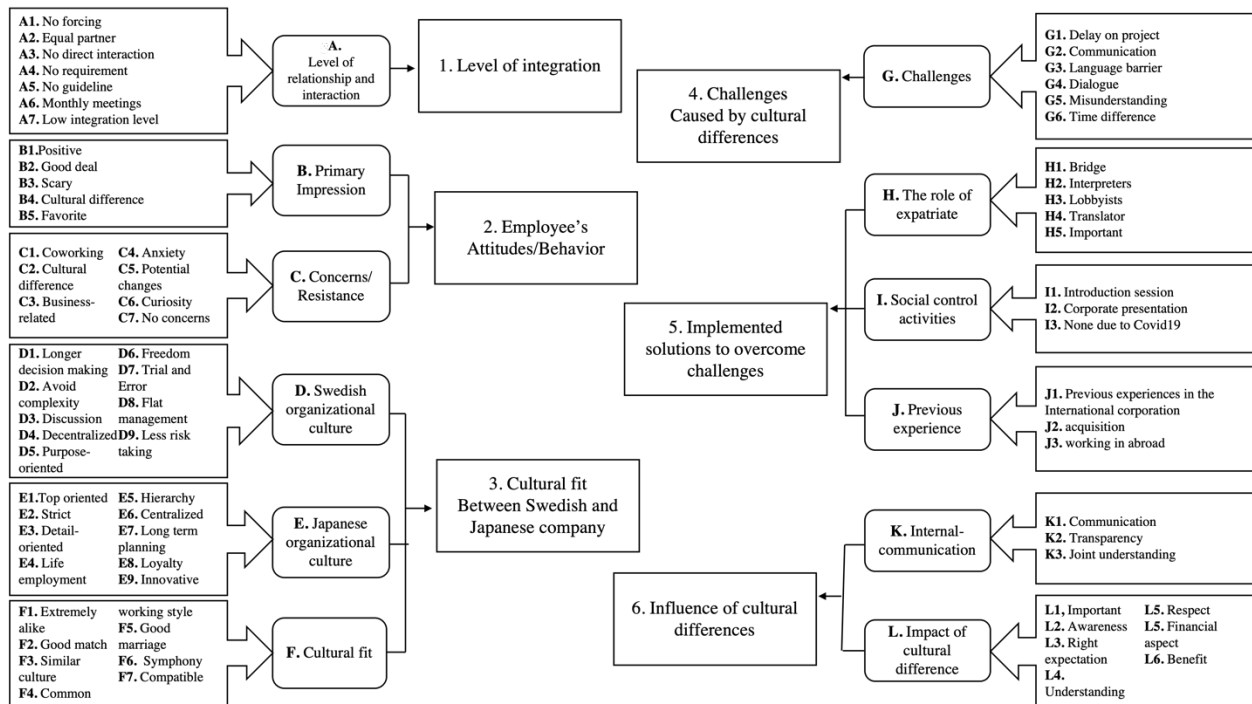 A1. No forcing
A2. Equal partner
A3. No direct interaction
A4. No requirement
A5. No guideline
A6. Monthly meetings
A7. Low integration level
A.
Level of
relationship and
interaction
1. Level of integration
B1.Positive
B2. Good deal
B3. Scary
B4. Cultural difference
B5. Favorite
B. Primary
Impression
C1. Coworking
C2. Cultural
difference
C3. Business-
related
C4. Anxiety
C5. Potential
changes
C6. Curiosity
C7. No concerns
C. Concerns/
Resistance
2. Employee's
Attitudes/Behavior
D1. Longer
decision making
D2. Avoid
complexity
D3. Discussion
D4. Decentralized
D5. Purpose-
oriented
D6. Freedom
D7. Trial and
Error
D8. Flat
management
D9. Less risk
taking
D. Swedish
organizational
culture
E1.Top oriented
E2. Strict
E3. Detail-
oriented
E4. Life
employment
E5. Hierarchy
E6. Centralized
E7. Long term
planning
E8. Loyalty
E9. Innovative
E. Japanese
organizational
culture
F1. Extremely
alike
F2. Good match
F3. Similar
culture
F4. Common
working style
F5. Good
marriage
F6. Symphony
F7. Compatible
F. Cultural fit
3. Cultural fit
Between Swedish and
Japanese company
4. Challenges
Caused by cultural
differences
G. Challenges
G1. Delay on project
G2. Communication
G3. Language barrier
G4. Dialogue
G5. Misunderstanding
G6. Time difference
H. The role of
expatriate
H1. Bridge
H2. Interpreters
H3. Lobbyists
H4. Translator
H5. Important
5. Implemented
solutions to overcome
challenges
I. Social control
activities
I1. Introduction session
I2. Corporate presentation
I3. None due to Covid19
J. Previous
experience
J1. Previous experiences in the
International corporation
J2. acquisition
J3. working in abroad
K. Internal-
communication
K1. Communication
K2. Transparency
K3. Joint understanding
6. Influence of cultural
differences
L. Impact of
cultural
difference
L1, Important
L2. Awareness
L3. Right
expectation
L4.
Understanding
L5. Respect
L5. Financial
aspect
L6. Benefit